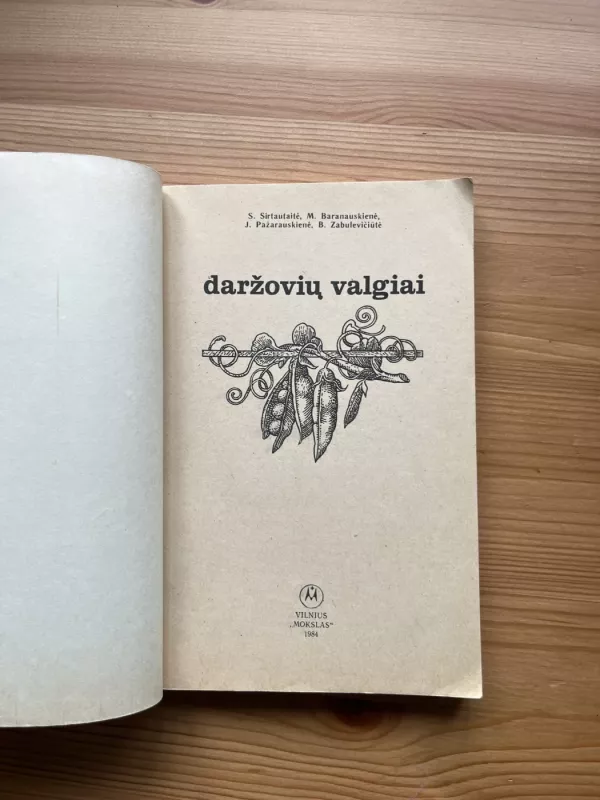 S. Sirtautaitė, M. Baranauskienė,
J. Pažarauskienė, B. Zabulevičiūtė
daržovių valgiai
VILNIUS
„MOKSLAS“
1984